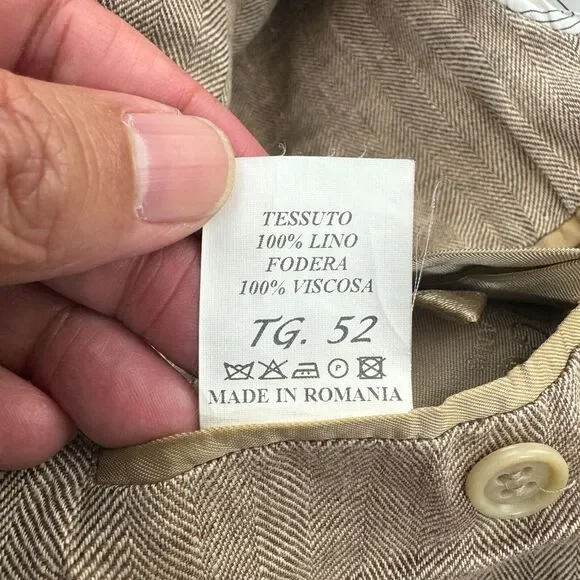 TESSUTO
100% LINO
FODERA
100% VISCOSA
TG. 52
P
MADE IN ROMANIA